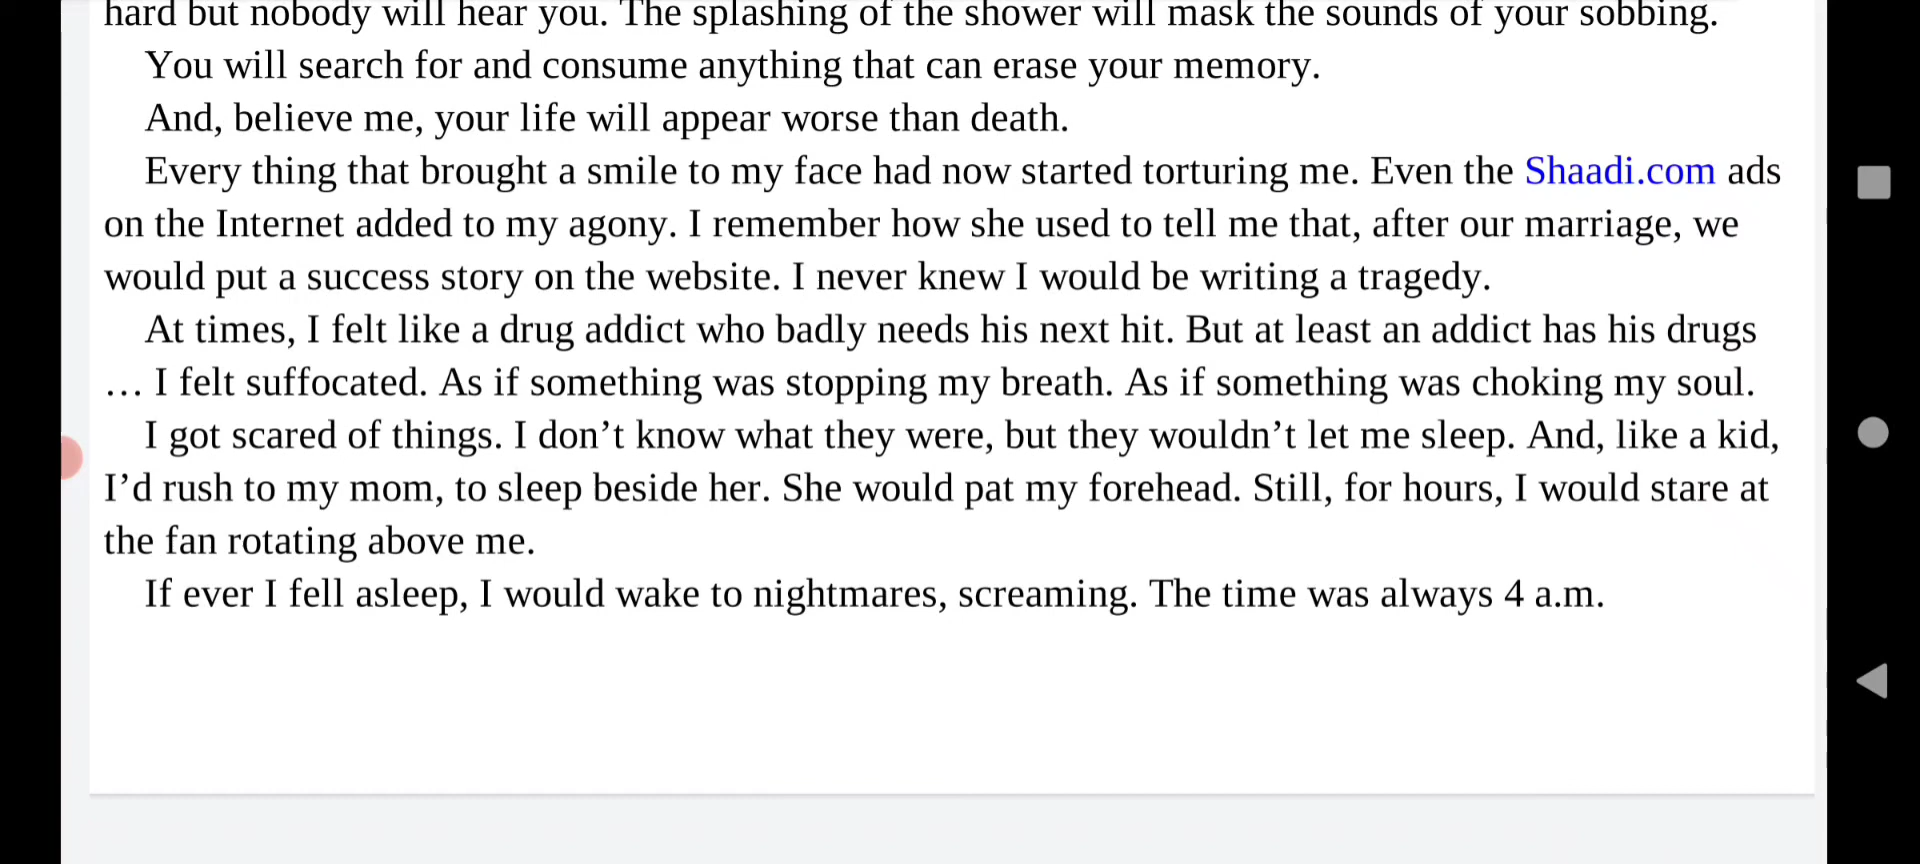 hard but nobody will hear you. The splashing of the shower will mask the sounds of your sobbing.
You will search for and consume anything that can erase your memory.
And, believe me, your life will appear worse than death.
Every thing that brought a smile to my face had now started torturing me. Even the Shaadi.com ads
on the Internet added to my agony. I remember how she used to tell me that, after our marriage, we
would put a success story on the website. I never knew I would be writing a tragedy.
At times, I felt like a drug addict who badly needs his next hit. But at least an addict has his drugs
… I felt suffocated. As if something was stopping my breath. As if something was choking my soul.
I got scared of things. I don’t know what they were, but they wouldn’t let me sleep. And, like a kid,
I’d rush to my mom, to sleep beside her. She would pat my forehead. Still, for hours, I would stare at
the fan rotating above me.
If ever I fell asleep, I would wake to nightmares, screaming. The time was always 4 a.m.